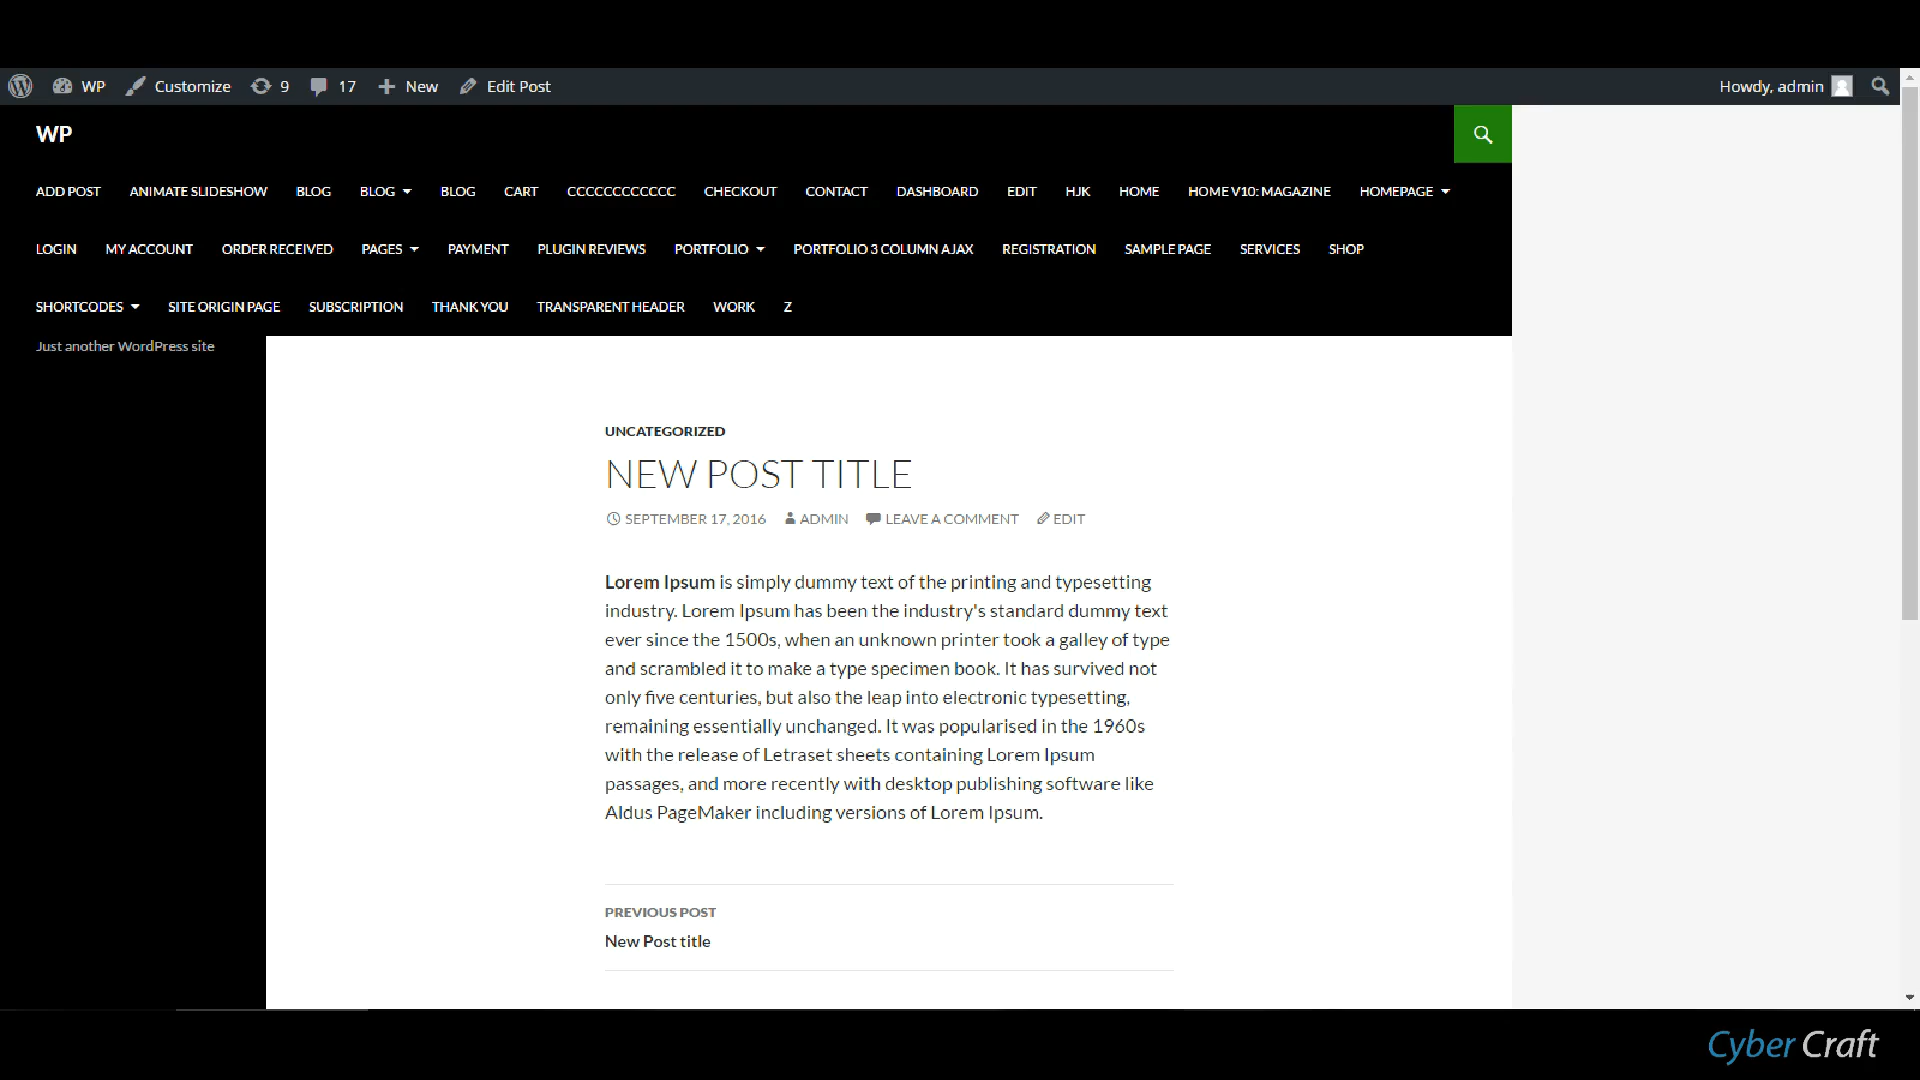 WP Customize 9 17 New Edit Post Howdy, admin
WP
ADD POST ANIMATE SLIDESHOW BLOG BLOG BLOG CART CCCCCCCCCCCC CHECKOUT CONTACT DASHBOARD EDIT HJK HOME HOME V10: MAGAZINE HOMEPAGE
LOGIN MY ACCOUNT ORDER RECEIVED PAGES PAYMENT PLUGIN REVIEWS PORTFOLIO PORTFOLIO 3 COLUMN AJAX REGISTRATION SAMPLE PAGE SERVICES SHOP
SHORTCODES SITE ORIGIN PAGE SUBSCRIPTION THANK YOU TRANSPARENT HEADER WORK Z
Just another WordPress site
UNCATEGORIZED
NEW POST TITLE
SEPTEMBER 17, 2016 ADMIN LEAVE A COMMENT EDIT
Lorem Ipsum is simply dummy text of the printing and typesetting
industry. Lorem Ipsum has been the industry's standard dummy text
ever since the 1500s, when an unknown printer took a galley of type
and scrambled it to make a type specimen book. It has survived not
only five centuries, but also the leap into electronic typesetting,
remaining essentially unchanged. It was popularised in the 1960s
with the release of Letraset sheets containing Lorem Ipsum
passages, and more recently with desktop publishing software like
Aldus PageMaker including versions of Lorem Ipsum.
PREVIOUS POST
New Post title
Cyber Craft